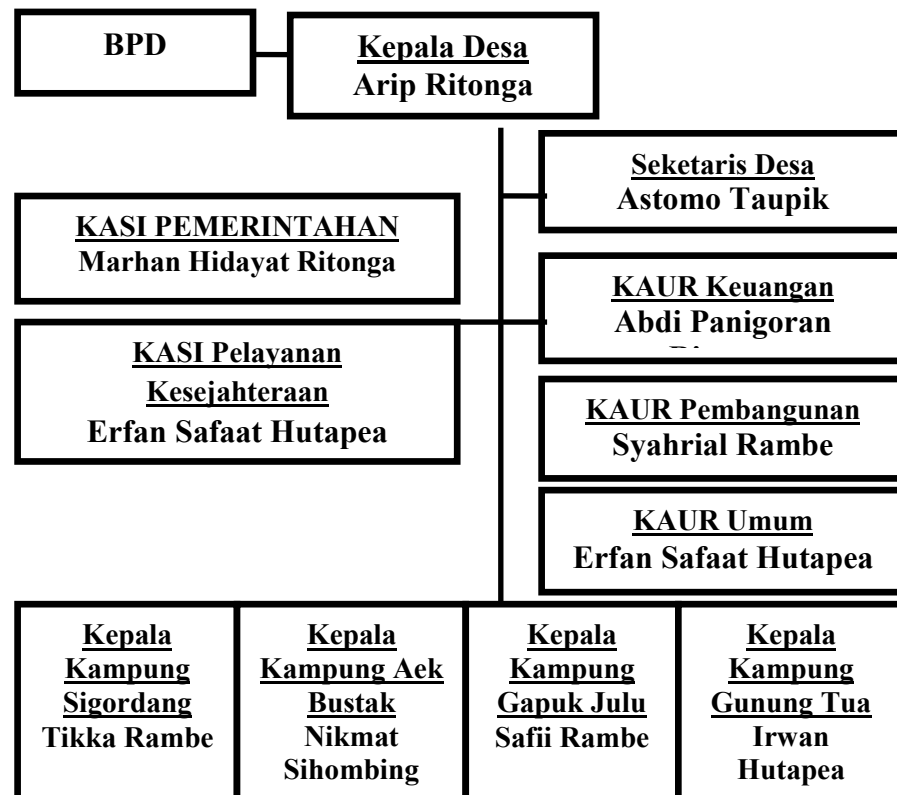 BPD
Kepala Desa
Arip Ritonga
Seketaris Desa
Astomo Taupik
KASI PEMERINTAHAN
Marhan Hidayat Ritonga
KAUR Keuangan
Abdi Panigoran
KASI Pelayanan
Kesejahteraan
Erfan Safaat Hutapea
KAUR Pembangunan
Syahrial Rambe
KAUR Umum
Erfan Safaat Hutapea
Kepala
Kampung
Sigordang
Tikka Rambe
Kepala
Kampung Aek
Bustak
Nikmat
Sihombing
Kepala
Kampung
Gapuk Julu
Safii Rambe
Kepala
Kampung
Gunung Tua
Irwan
Hutapea